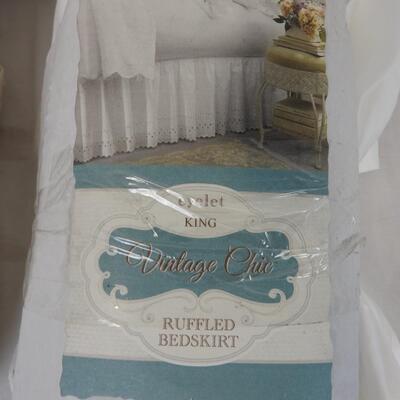 eyelet
KING
Vintage Chic
RUFFLED
BEDSKIRT